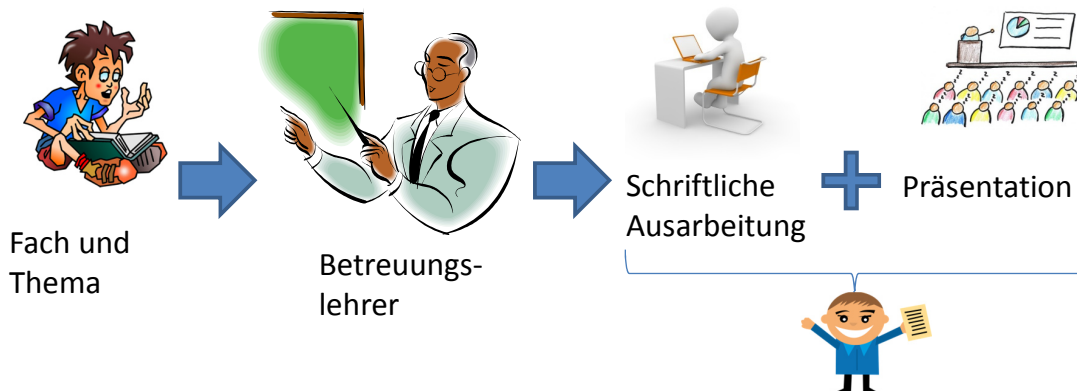 Fach und
Thema
Betreuungs-
lehrer
Schriftliche
Ausarbeitung
Präsentation